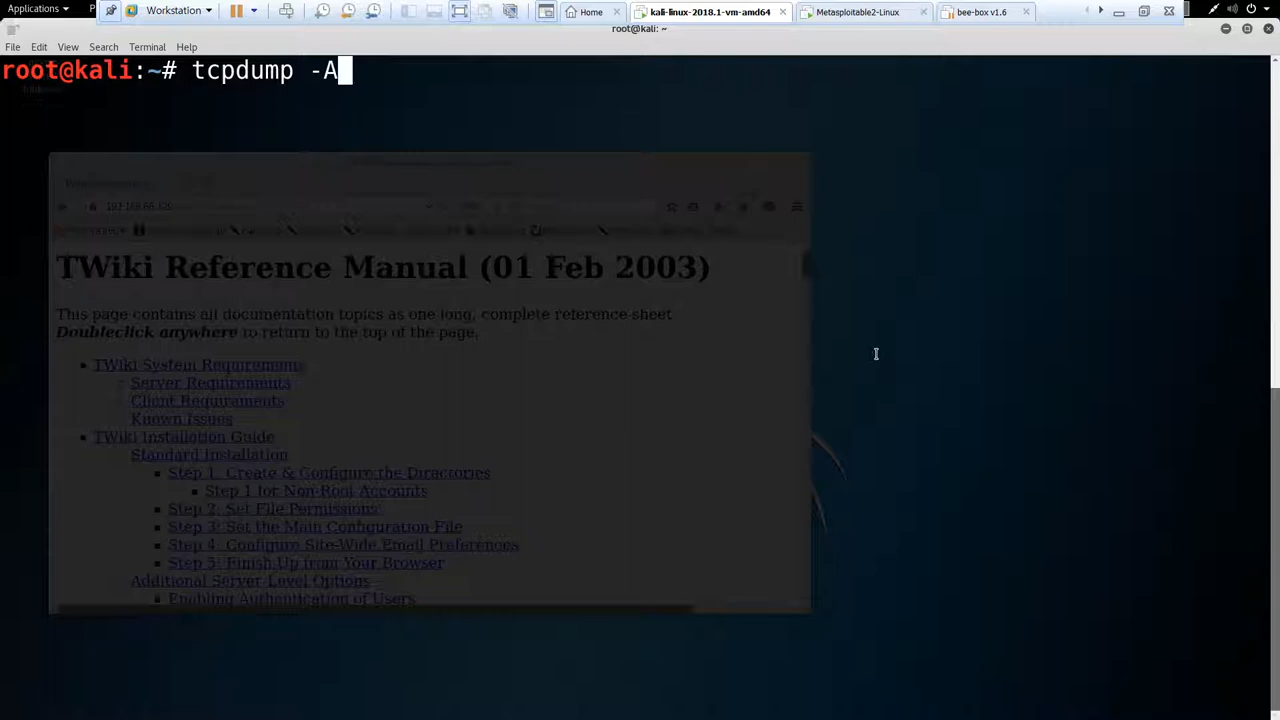 Applications
Workstation
Home
kali-linux-2018.1-vm-amd64
Metasploitable2-Linux
bee-box v1.6
root@kali: ~
File Edit View Search Terminal Help
root@kali:~# tcpdump -A
TWiki Reference Manual (01 Feb 2003)
This page contains all documentation topics as one long, complete reference sheet
Doubleclick anywhere to return to the top of the page.
TWiki System Requirements
Server Requirements
Client Requirements
Known Issues
TWiki Installation Guide
Standard Installation
Step 1. Create & Configure the Directories
Step 1 for Non-Root Accounts
Step 2: Set File Permissions
Step 3: Set the Main Configuration File
Step 4: Configure Site-Wide Email Preferences
Step 5: Finish Up from Your Browser
Additional Server-Level Options
Enabling Authentication of Users